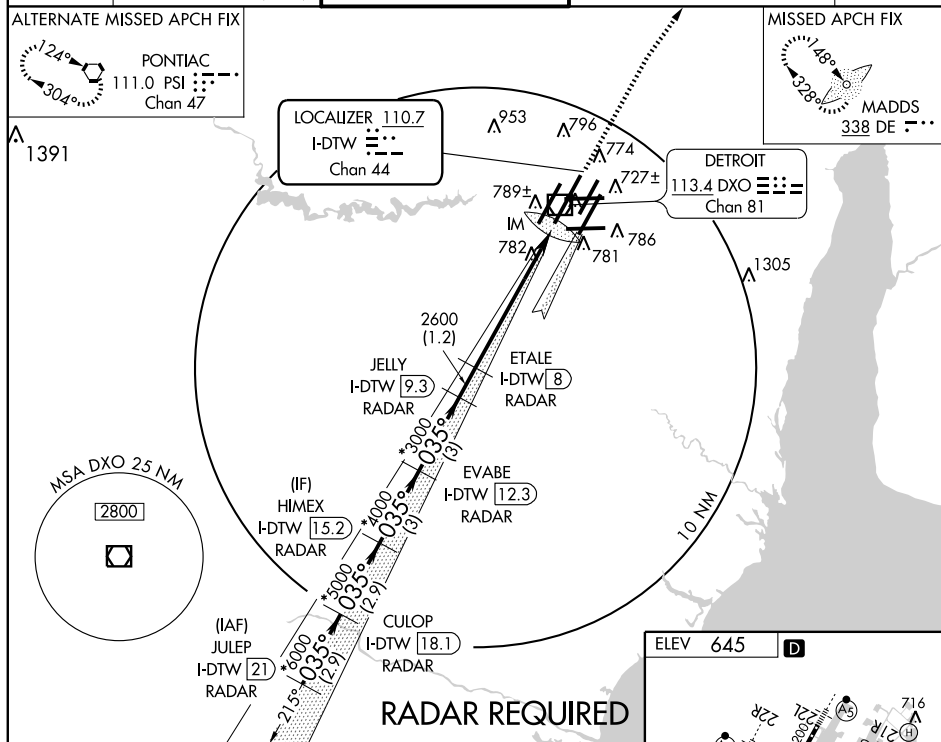 ALTERNATE MISSED APCH FIX
124°
304°
PONTIAC
111.0 PSI
Chan 47
MISSED APCH FIX
148°
328°
MADDS
338 DE
1391
LOCALIZER 110.7
I-DTW
Chan 44
953
796
774
DETROIT
113.4 DXO
Chan 81
727±
789±
IM
782
786
781
1305
2600
(1.2)
JELLY
I-DTW 9.3
RADAR
ETALE
I-DTW 8
RADAR
*3000
035°
(3)
EVABE
I-DTW 12.3
RADAR
(IF)
HIMEX
I-DTW 15.2
RADAR
*4000
035°
(3)
10 NM
MSA DXO 25 NM
2800
*5000
035°
(2.9)
CULOP
I-DTW 18.1
RADAR
(IAF)
JULEP
I-DTW 21
RADAR
*6000
035°
(2.9)
215°
RADAR REQUIRED
ELEV 645
D
22R
22L
A5
716
21R
H